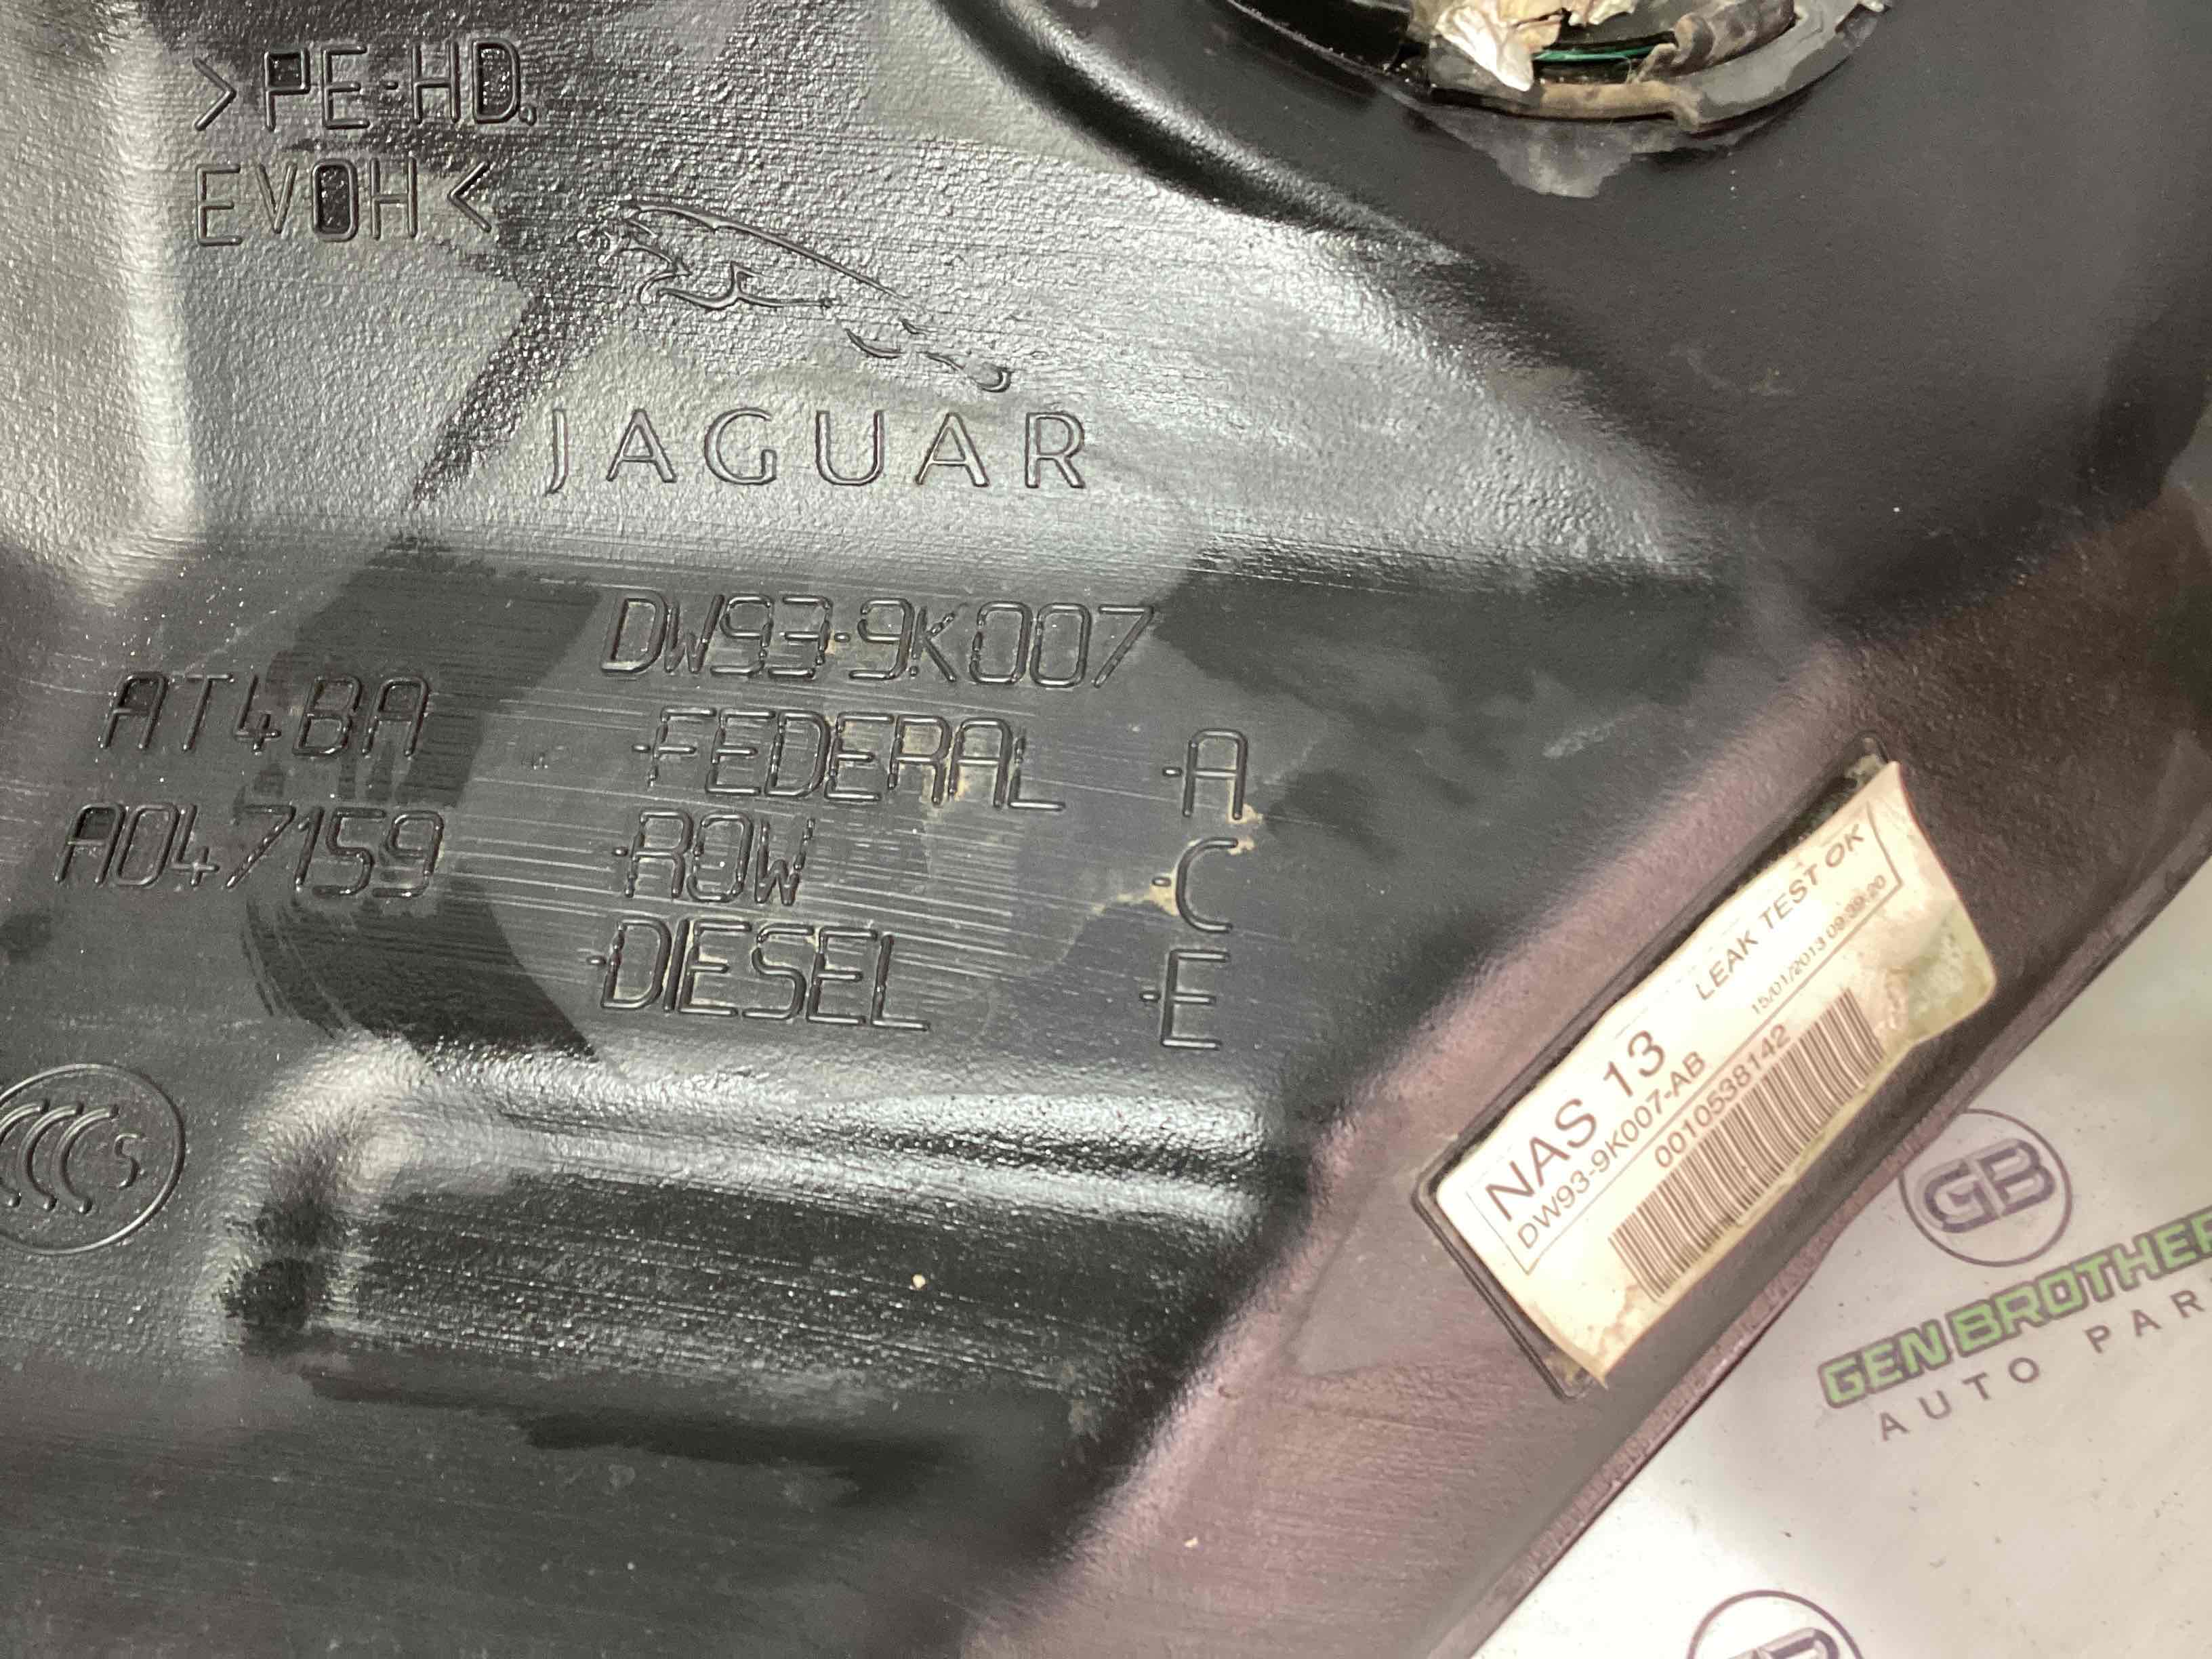 >PE-HD.
EVOH<
JAGUAR
DW93-9K007
AT4BA
-FEDERAL -A
A047159
-ROW -C
-DIESEL -E
CCC S
LEAK TEST OK
15/01/2013 09:39:20
NAS 13
DW93-9K007-AB
0010538142
GB
GEN BROTHER
AUTO PAR